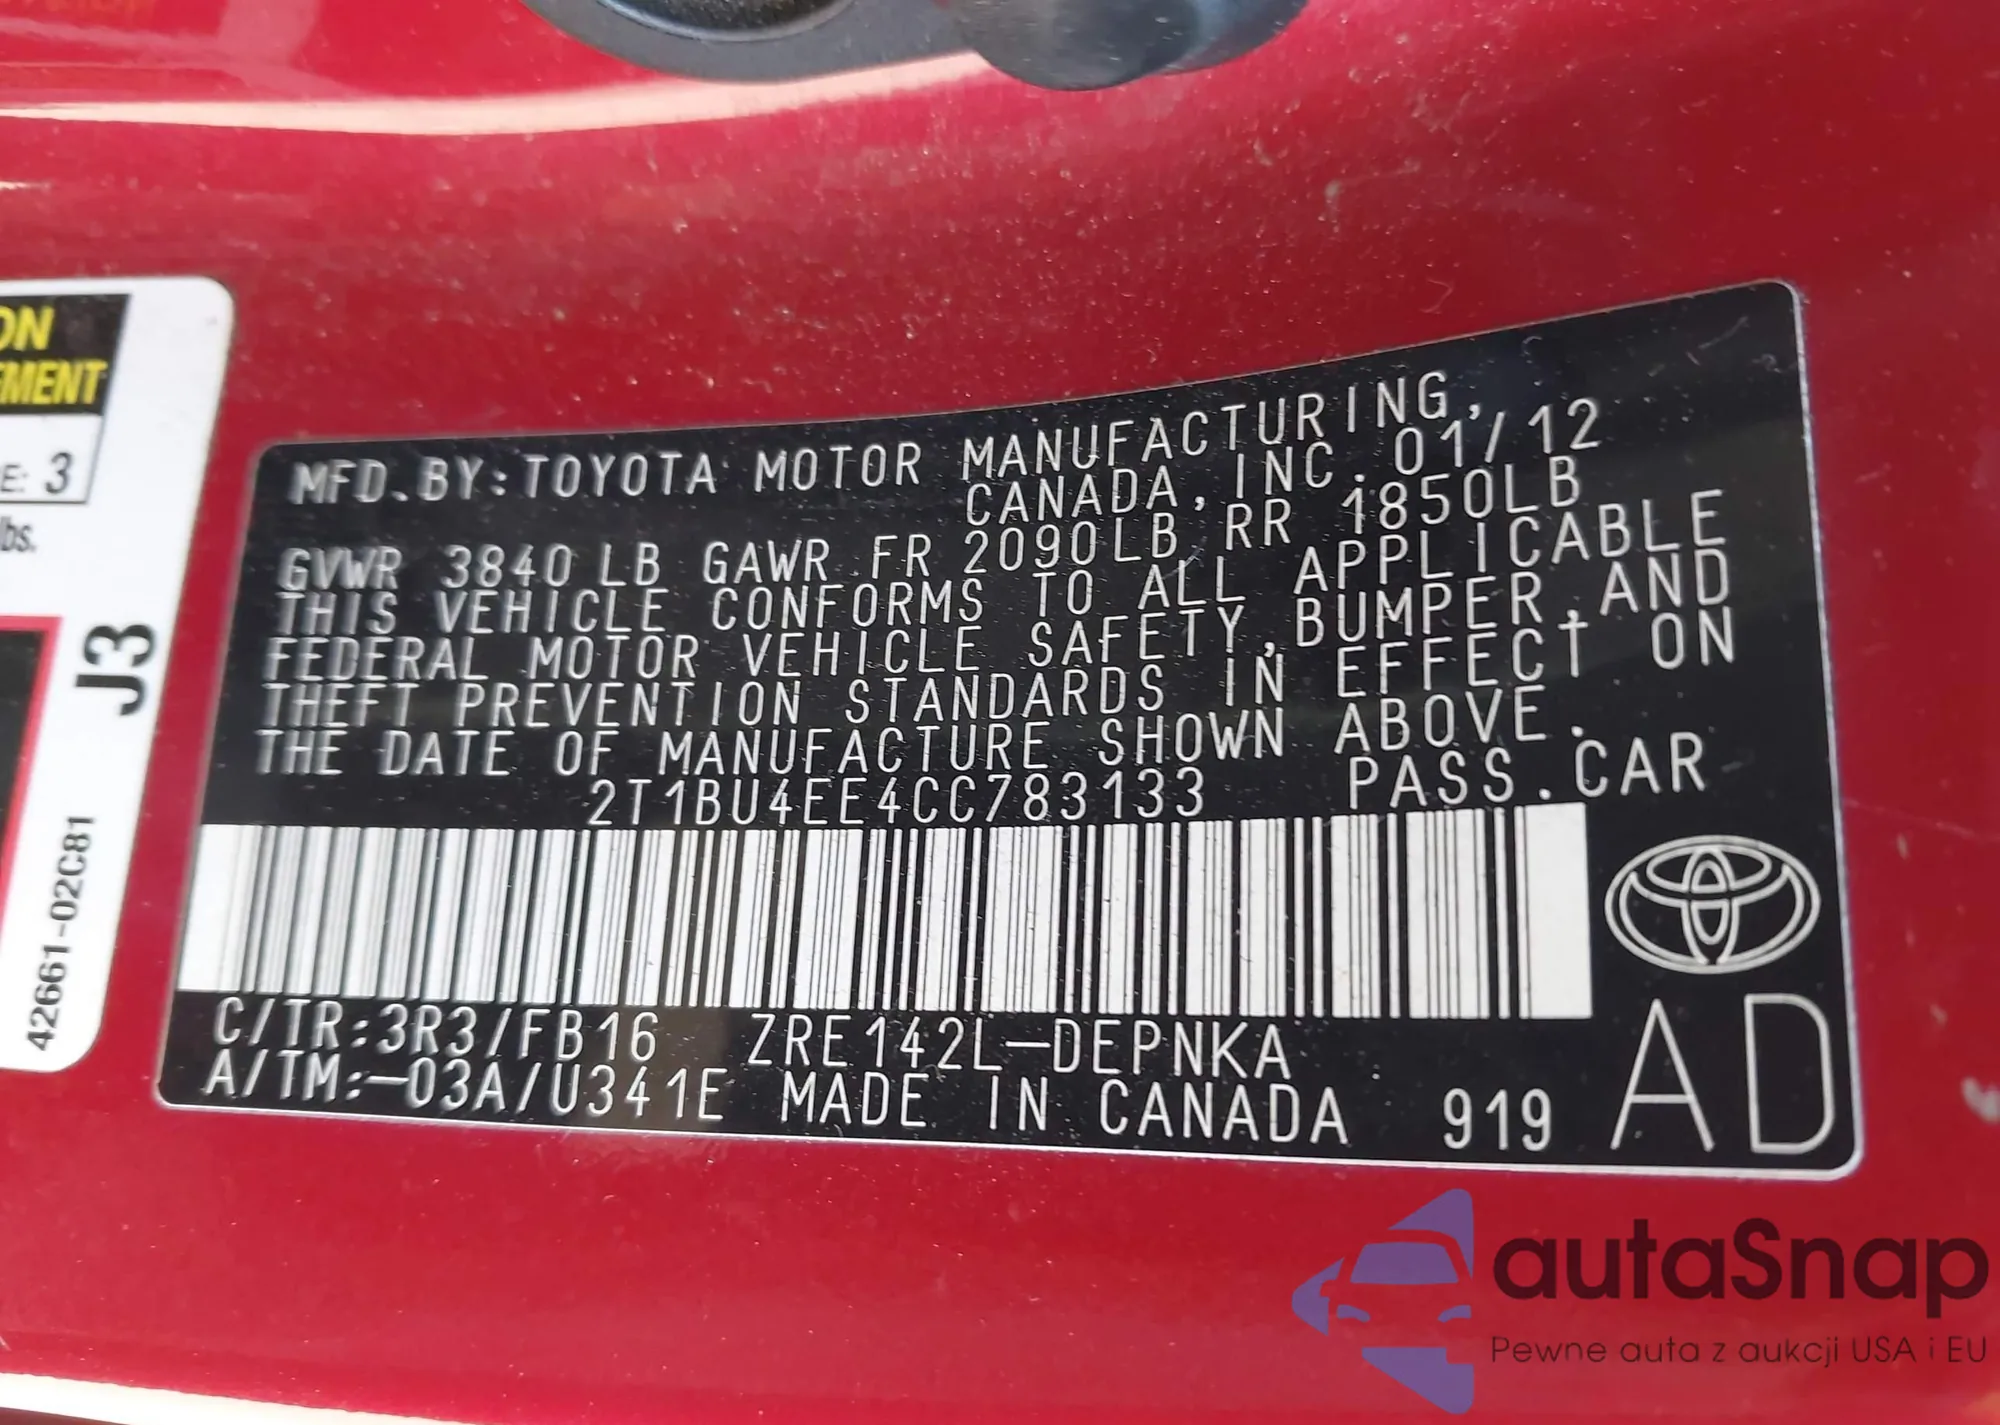 ON
EMENT
E: 3
lbs.
J3
42661-02C81
MFD. BY: TOYOTA MOTOR MANUFACTURING,
CANADA, INC. 01/12
GVWR 3840 LB GAWR FR 2090LB RR 1850LB
THIS VEHICLE CONFORMS TO ALL APPLICABLE
FEDERAL MOTOR VEHICLE SAFETY, BUMPER, AND
THEFT PREVENTION STANDARDS IN EFFECT ON
THE DATE OF MANUFACTURE SHOWN ABOVE.
2T1BU4EE4CC783133 PASS. CAR
C/TR:3R3/FB16 ZRE142L-DEPNKA
A/TM:-03A/U341E MADE IN CANADA 919 AD
autaSnap
Pewne auta z aukcji USA i EU